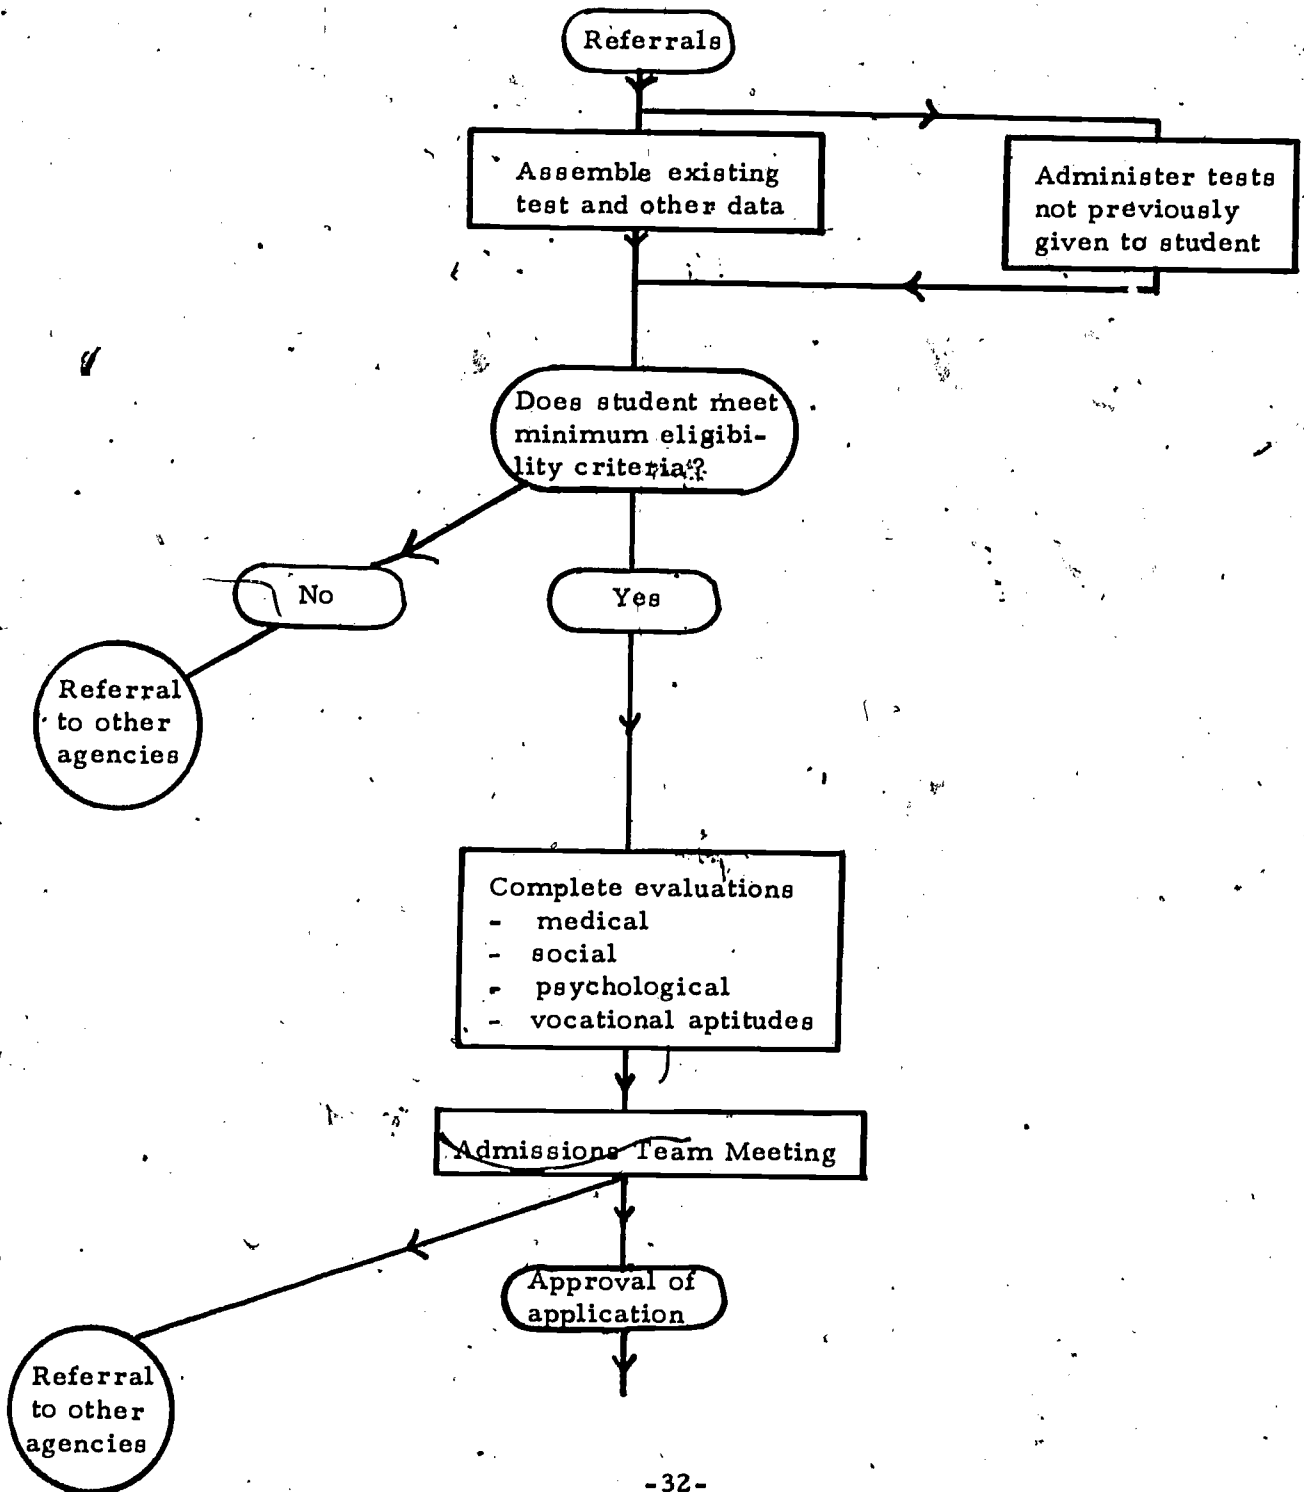 Referrals
Assemble existing
test and other data
Administer tests
not previously
given to student
Does student meet
minimum eligibi-
lity criteria?
No
Yes
Referral
to other
agencies
Complete evaluations
- medical
- social
- psychological
- vocational aptitudes
Admissions Team Meeting
Approval of
application
Referral
to other
agencies
-32-